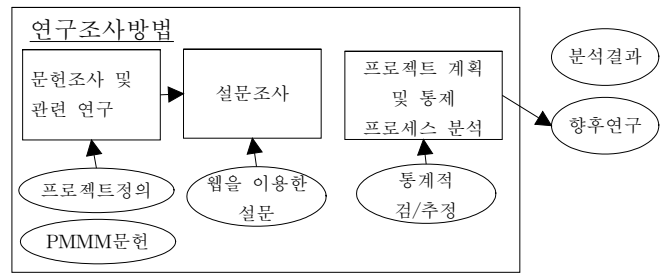 연구조사방법
문헌조사 및
관련 연구
설문조사
프로젝트 계획
및 통제
프로세스 분석
분석결과
향후연구
프로젝트정의
PMMM문헌
웹을 이용한
설문
통계적
검/추정